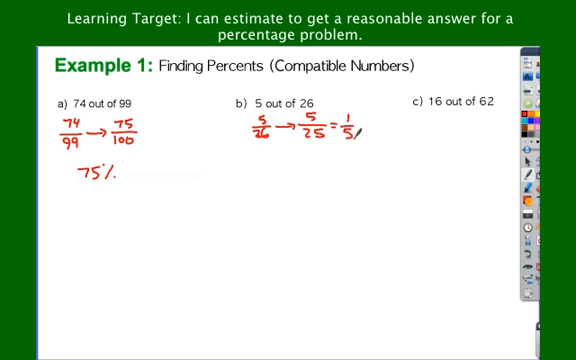 Learning Target: I can estimate to get a reasonable answer for a
percentage problem.
Example 1: Finding Percents (Compatible Numbers)
a) 74 out of 99
74/99 → 75/100
75%
b) 5 out of 26
5/26 → 5/25 = 1/5
c) 16 out of 62